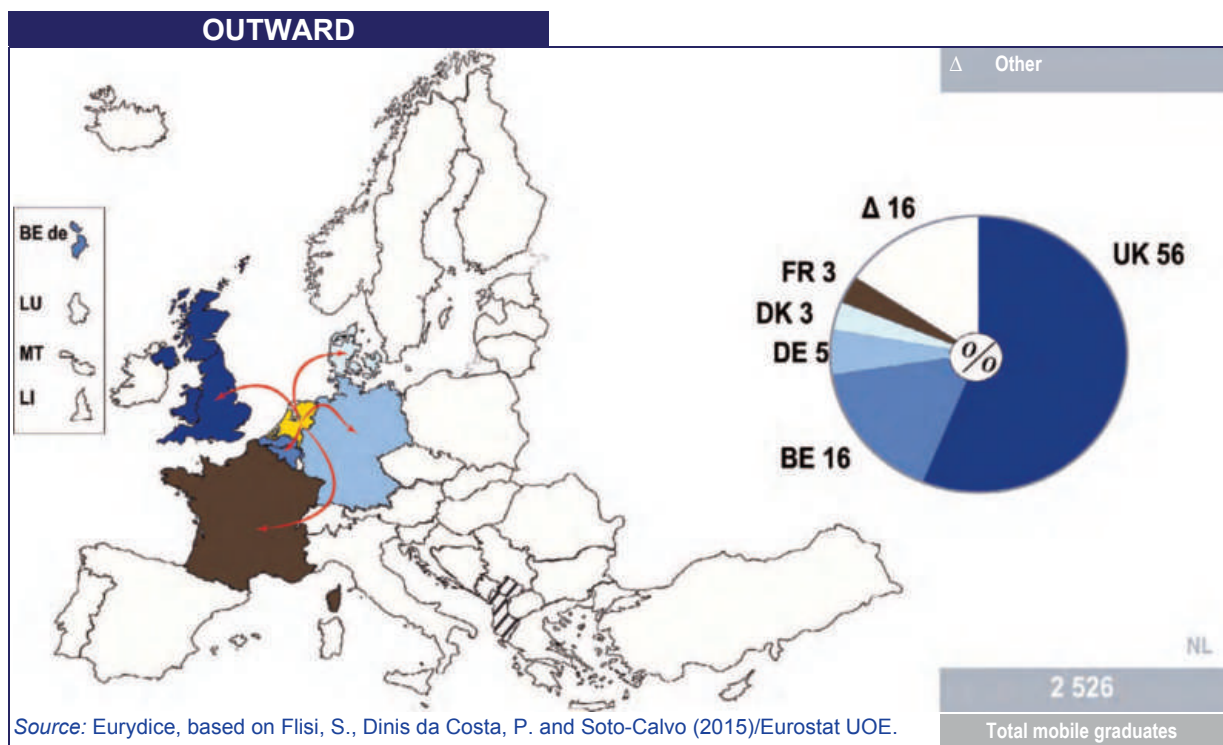 OUTWARD
Δ Other
BE de
LU
MT
LI
Δ 16
UK 56
FR 3
DK 3
DE 5
BE 16
%
NL
2 526
Total mobile graduates
Source: Eurydice, based on Flisi, S., Dinis da Costa, P. and Soto-Calvo (2015)/Eurostat UOE.